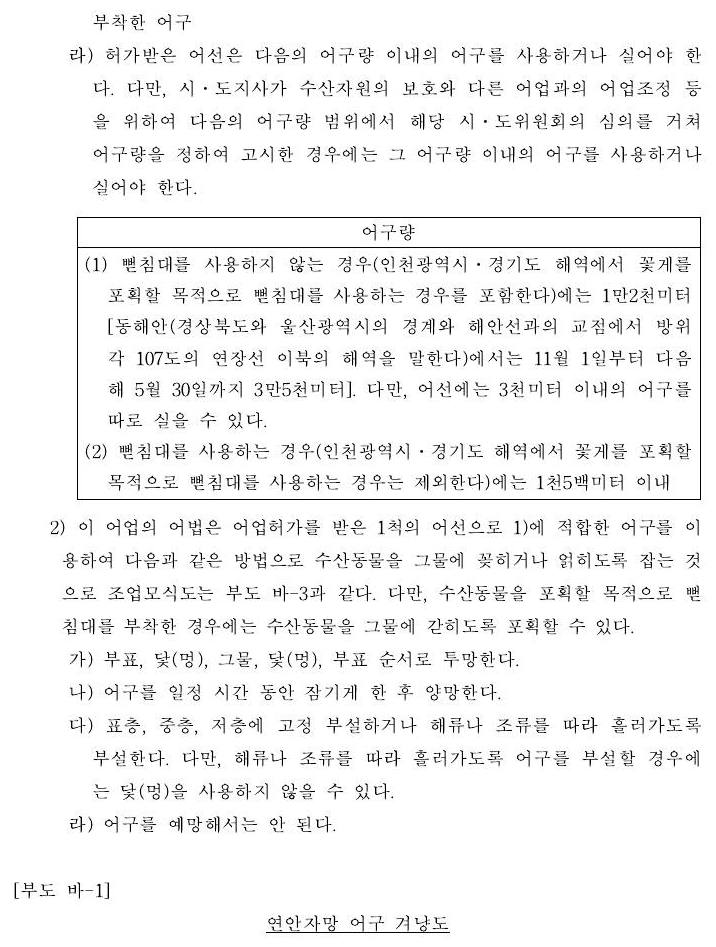 부착한 어구
라) 허가받은 어선은 다음의 어구량 이내의 어구를 사용하거나 실어야 한
다. 다만, 시·도지사가 수산자원의 보호와 다른 어업과의 어업조정 등
을 위하여 다음의 어구량 범위에서 해당 시·도위원회의 심의를 거쳐
어구량을 정하여 고시한 경우에는 그 어구량 이내의 어구를 사용하거나
실어야 한다.
어구량
(1) 뻗침대를 사용하지 않는 경우(인천광역시·경기도 해역에서 꽃게를
포획할 목적으로 뻗침대를 사용하는 경우를 포함한다)에는 1만2천미터
[동해안(경상북도와 울산광역시의 경계와 해안선과의 교점에서 방위
각 107도의 연장선 이북의 해역을 말한다)에서는 11월 1일부터 다음
해 5월 30일까지 3만5천미터]. 다만, 어선에는 3천미터 이내의 어구를
따로 실을 수 있다.
(2) 뻗침대를 사용하는 경우(인천광역시·경기도 해역에서 꽃게를 포획할
목적으로 뻗침대를 사용하는 경우는 제외한다)에는 1천5백미터 이내
2) 이 어업의 어법은 어업허가를 받은 1척의 어선으로 1)에 적합한 어구를 이
용하여 다음과 같은 방법으로 수산동물을 그물에 꽂히거나 얽히도록 잡는 것
으로 조업모식도는 부도 바-3과 같다. 다만, 수산동물을 포획할 목적으로 뻗
침대를 부착한 경우에는 수산동물을 그물에 갇히도록 포획할 수 있다.
가) 부표, 닻(멍), 그물, 닻(멍), 부표 순서로 투망한다.
나) 어구를 일정 시간 동안 잠기게 한 후 양망한다.
다) 표층, 중층, 저층에 고정 부설하거나 해류나 조류를 따라 흘러가도록
부설한다. 다만, 해류나 조류를 따라 흘러가도록 어구를 부설할 경우에
는 닻(멍)을 사용하지 않을 수 있다.
라) 어구를 예망해서는 안 된다.
[부도 바-1]
연안자망 어구 겨냥도